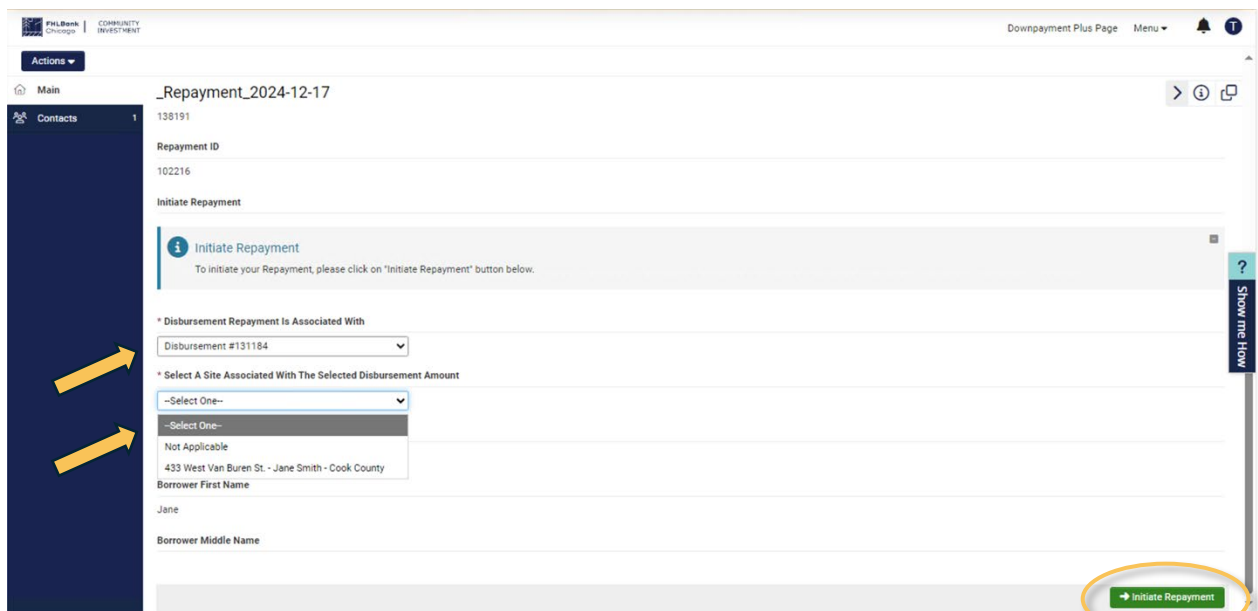 FHLBank Chicago | COMMUNITY INVESTMENT
Downpayment Plus Page Menu T
Actions
Main
Contacts 1
_Repayment_2024-12-17
138191
Repayment ID
102216
Initiate Repayment
Initiate Repayment
To initiate your Repayment, please click on "Initiate Repayment" button below.
? Show me How
* Disbursement Repayment Is Associated With
Disbursement #131184
* Select A Site Associated With The Selected Disbursement Amount
--Select One--
--Select One--
Not Applicable
433 West Van Buren St. - Jane Smith - Cook County
Borrower First Name
Jane
Borrower Middle Name
Initiate Repayment